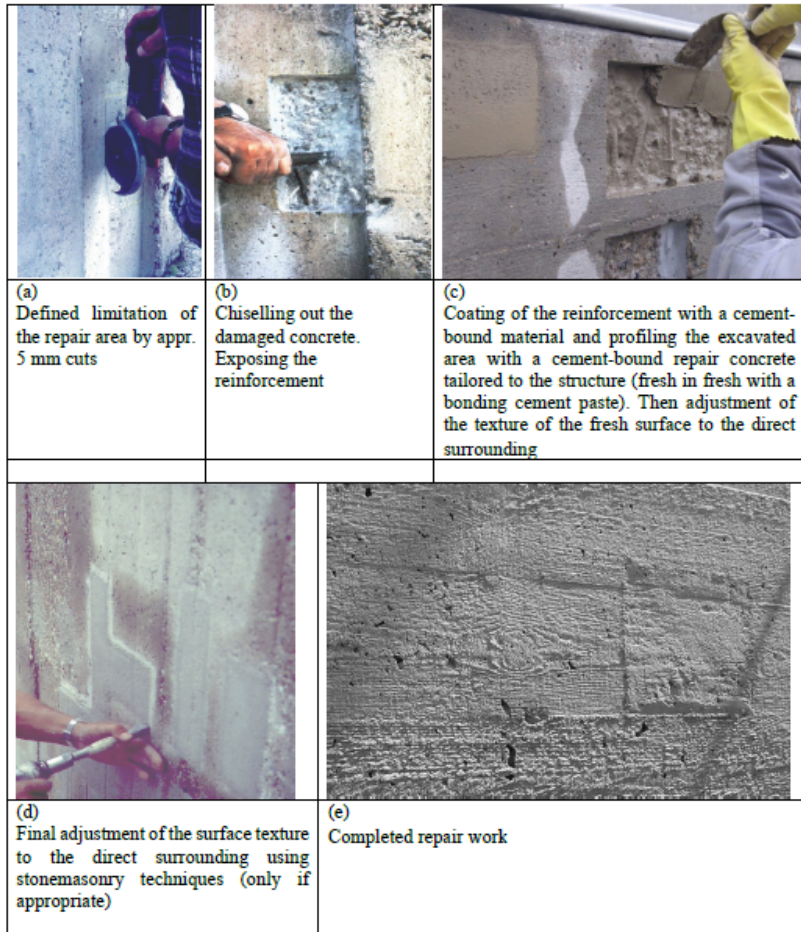 (a)
Defined limitation of
the repair area by appr.
5 mm cuts
(b)
Chiselling out the
damaged concrete.
Exposing the
reinforcement
(c)
Coating of the reinforcement with a cement-
bound material and profiling the excavated
area with a cement-bound repair concrete
tailored to the structure (fresh in fresh with a
bonding cement paste). Then adjustment of
the texture of the fresh surface to the direct
surrounding
(d)
Final adjustment of the surface texture
to the direct surrounding using
stonemasonry techniques (only if
appropriate)
(e)
Completed repair work